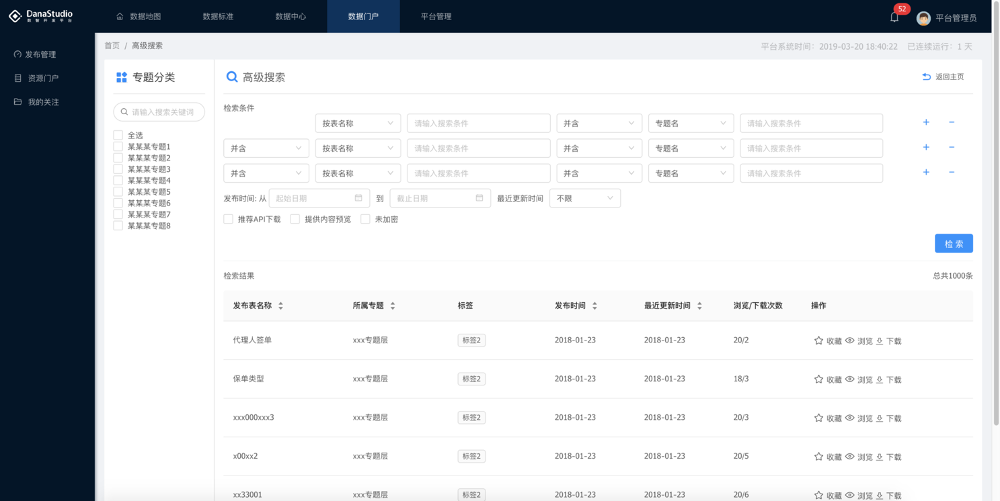 DanaStudio
数智开发平台
数据地图
数据标准
数据中心
数据门户
平台管理
52
平台管理员
发布管理
资源门户
我的关注
首页 / 高级搜索
平台系统时间: 2019-03-20 18:40:22 已连续运行: 1 天
专题分类
请输入搜索关键词
全选
某某某专题1
某某某专题2
某某某专题3
某某某专题4
某某某专题5
某某某专题6
某某某专题7
某某某专题8
高级搜索
返回主页
检索条件
按表名称 请输入搜索条件 并含 专题名 请输入搜索条件 + −
并含 按表名称 请输入搜索条件 并含 专题名 请输入搜索条件 + −
并含 按表名称 请输入搜索条件 并含 专题名 请输入搜索条件 + −
发布时间: 从 起始日期 到 截止日期 最近更新时间 不限
推荐API下载 提供内容预览 未加密
检 索
检索结果
总共1000条
发布表名称 所属专题 标签 发布时间 最近更新时间 浏览/下载次数 操作
代理人签单 xxx专题层 标签2 2018-01-23 2018-01-23 20/2 收藏 浏览 下载
保单类型 xxx专题层 标签2 2018-01-23 2018-01-23 18/3 收藏 浏览 下载
xxx000xxx3 xxx专题层 标签2 2018-01-23 2018-01-23 20/3 收藏 浏览 下载
x00xx2 xxx专题层 标签2 2018-01-23 2018-01-23 20/5 收藏 浏览 下载
xx33001 xxx专题层 标签2 2018-01-23 2018-01-23 20/6 收藏 浏览 下载